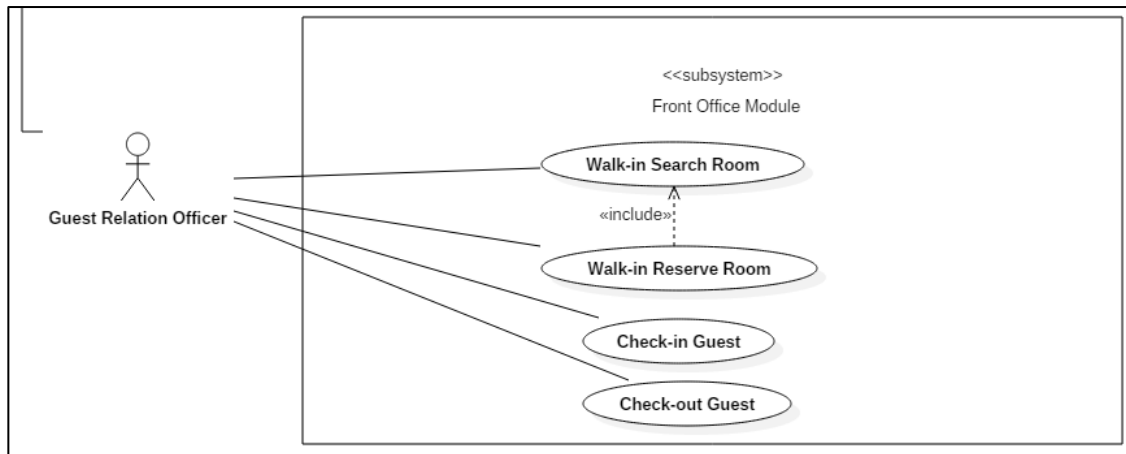 <<subsystem>>
Front Office Module
Walk-in Search Room
Guest Relation Officer
«include»
Walk-in Reserve Room
Check-in Guest
Check-out Guest